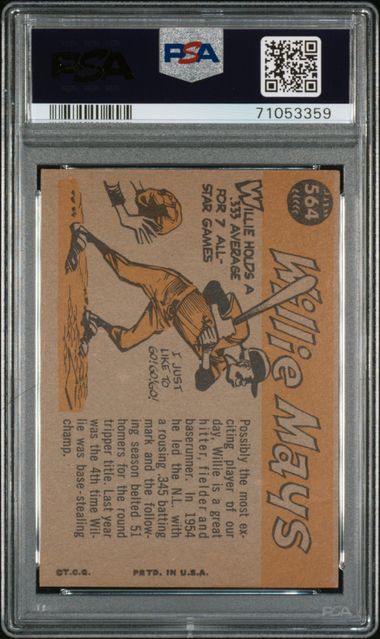 PSA
PSA
71053359
564
Willie Mays
WILLIE HOLDS A
.333 AVERAGE
FOR 7 ALL-
STAR GAMES
I JUST
LIKE TO
GO! GO! GO!
Possibly the most ex-
citing player of our
day, Willie is a great
hitter, fielder and
baserunner. In 1954
he led the N.L. with
a rousing .345 batting
mark and the follow-
ing season belted 51
homers for the round
tripper title. Last year
was the 4th time Wil-
lie was base-stealing
champ.
©T.C.G. PRTD. IN U.S.A.
PSA